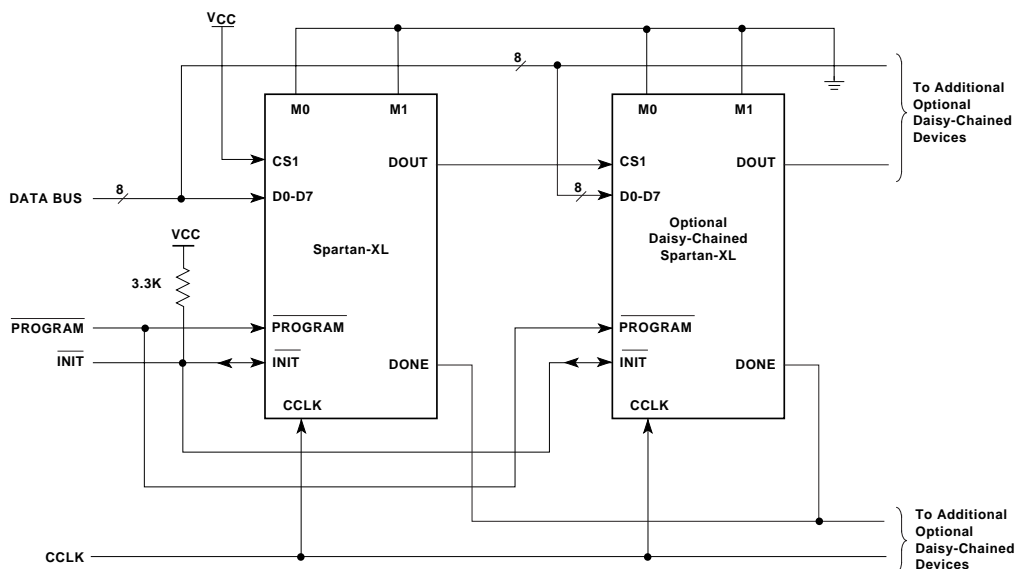 VCC
8
M0
M1
M0
M1
To Additional
Optional
Daisy-Chained
Devices
CS1
DOUT
CS1
DOUT
DATA BUS
8
D0-D7
8
D0-D7
VCC
3.3K
Spartan-XL
Optional
Daisy-Chained
Spartan-XL
PROGRAM
PROGRAM
PROGRAM
INIT
INIT
DONE
INIT
DONE
CCLK
CCLK
To Additional
Optional
Daisy-Chained
Devices
CCLK